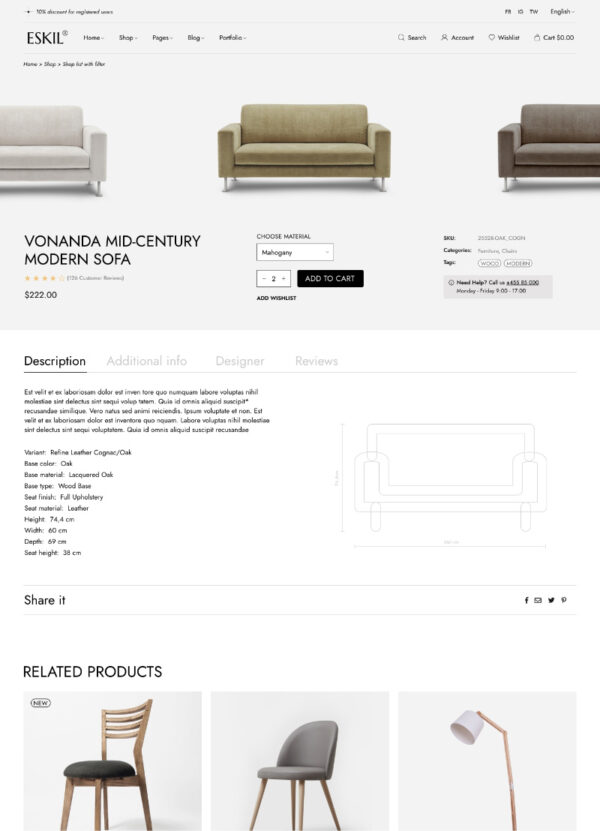 10% discount for registered users
FB IG TW English
ESKIL®
Home Shop Pages Blog Portfolio
Search Account Wishlist Cart $0.00
Home > Shop > Shop list with filter
VONANDA MID-CENTURY
MODERN SOFA
(126 Customer Reviews)
$222.00
CHOOSE MATERIAL
Mahogany
− 2 +
ADD TO CART
ADD WISHLIST
SKU: 25528-OAK_COGN
Categories: Furniture, Chairs
Tags: WOOD MODERN
Need Help? Call us +455 85 000
Monday - Friday 9:00 - 17:00
Description Additional info Designer Reviews
Est velit et ex laboriosam dolor est inven tore quo numquam labore voluptas nihil
molestiae sint delectus sint sequi volup tatem. Quia id omnis aliquid suscipit*
recusandae similique. Vero natus sed animi reiciendis. Ipsum voluptate et non. Est
velit et ex laboriosam dolor est inventore quo nquam. Labore voluptas nihil molestiae
sint delectus sint sequi voluptatem. Quia id omnis aliquid suscipit recusandae
Variant: Refine Leather Cognac/Oak
Base color: Oak
Base material: Lacquered Oak
Base type: Wood Base
Seat finish: Full Upholstery
Seat material: Leather
Height: 74,4 cm
Width: 60 cm
Depth: 69 cm
Seat height: 38 cm
Share it
RELATED PRODUCTS
NEW